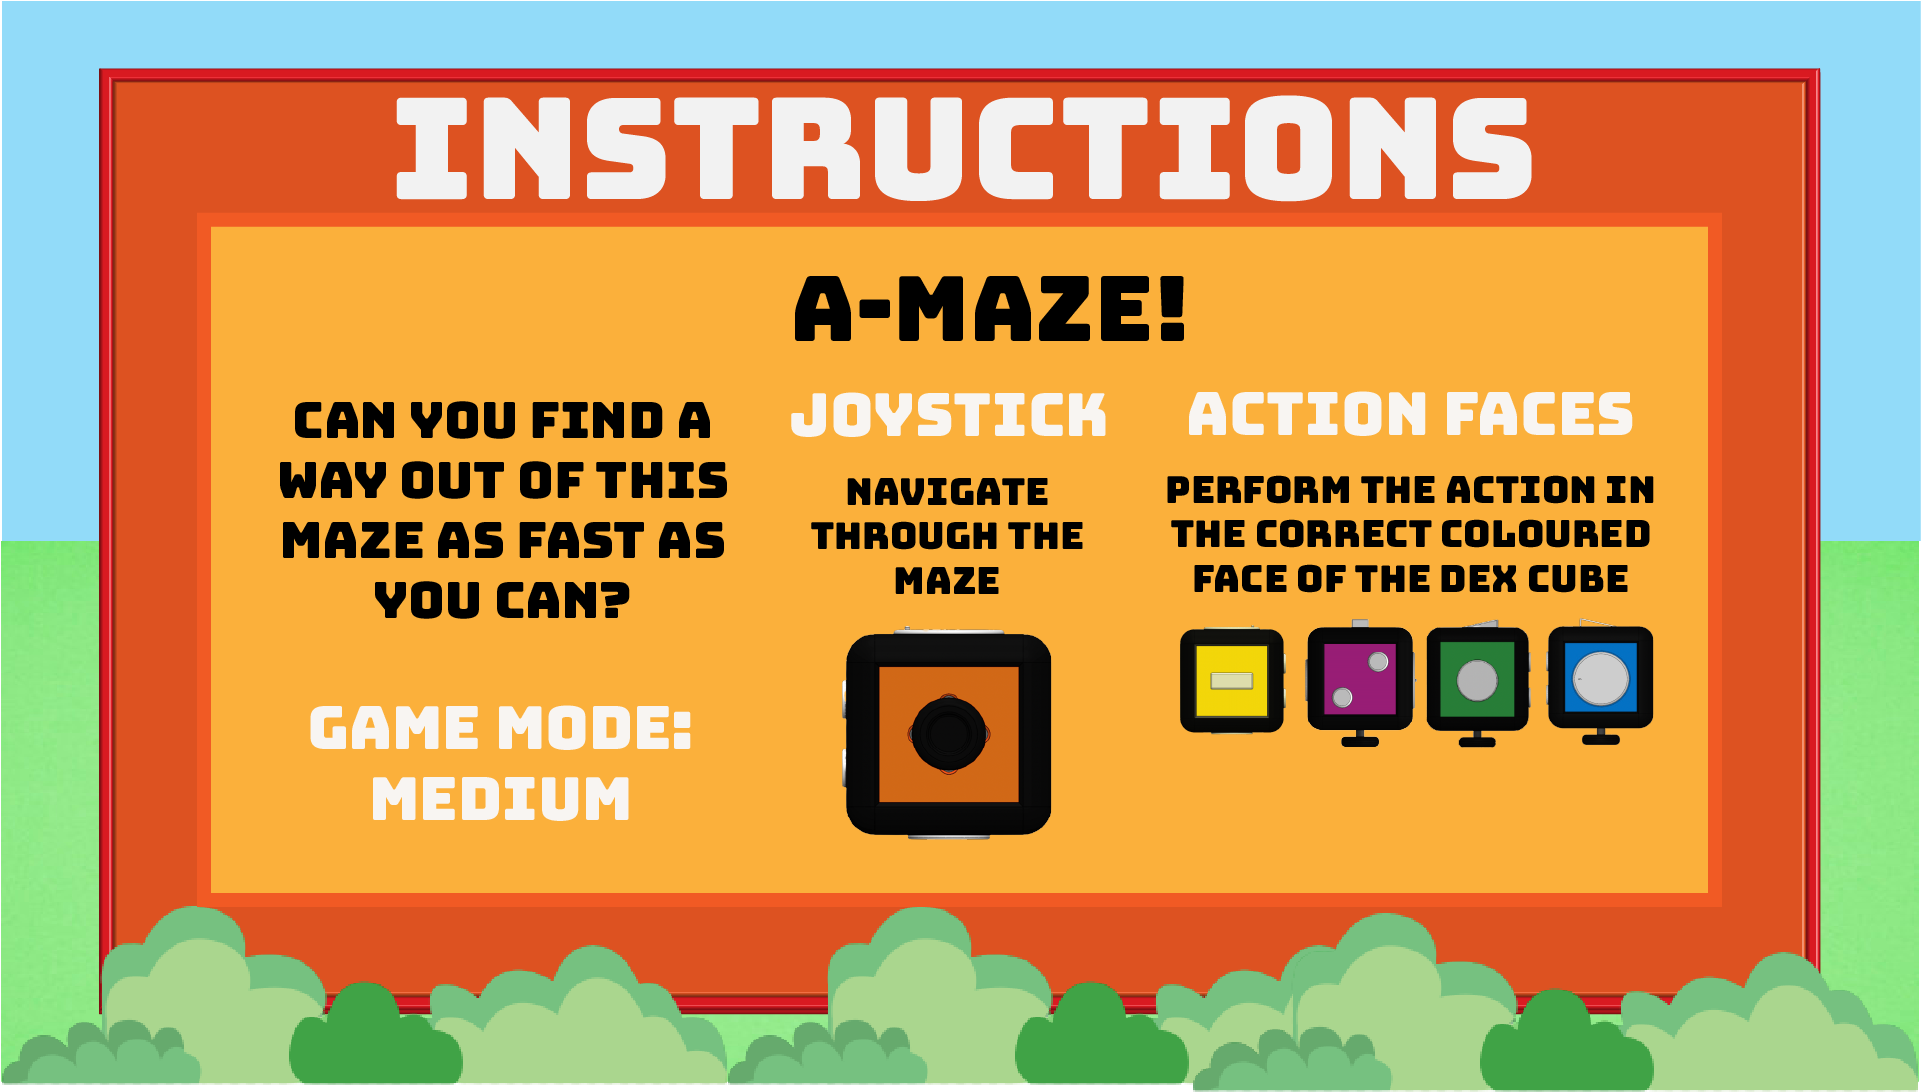 INSTRUCTIONS
A-MAZE!
CAN YOU FIND A
WAY OUT OF THIS
MAZE AS FAST AS
YOU CAN?
GAME MODE:
MEDIUM
JOYSTICK
NAVIGATE
THROUGH THE
MAZE
ACTION FACES
PERFORM THE ACTION IN
THE CORRECT COLOURED
FACE OF THE DEX CUBE